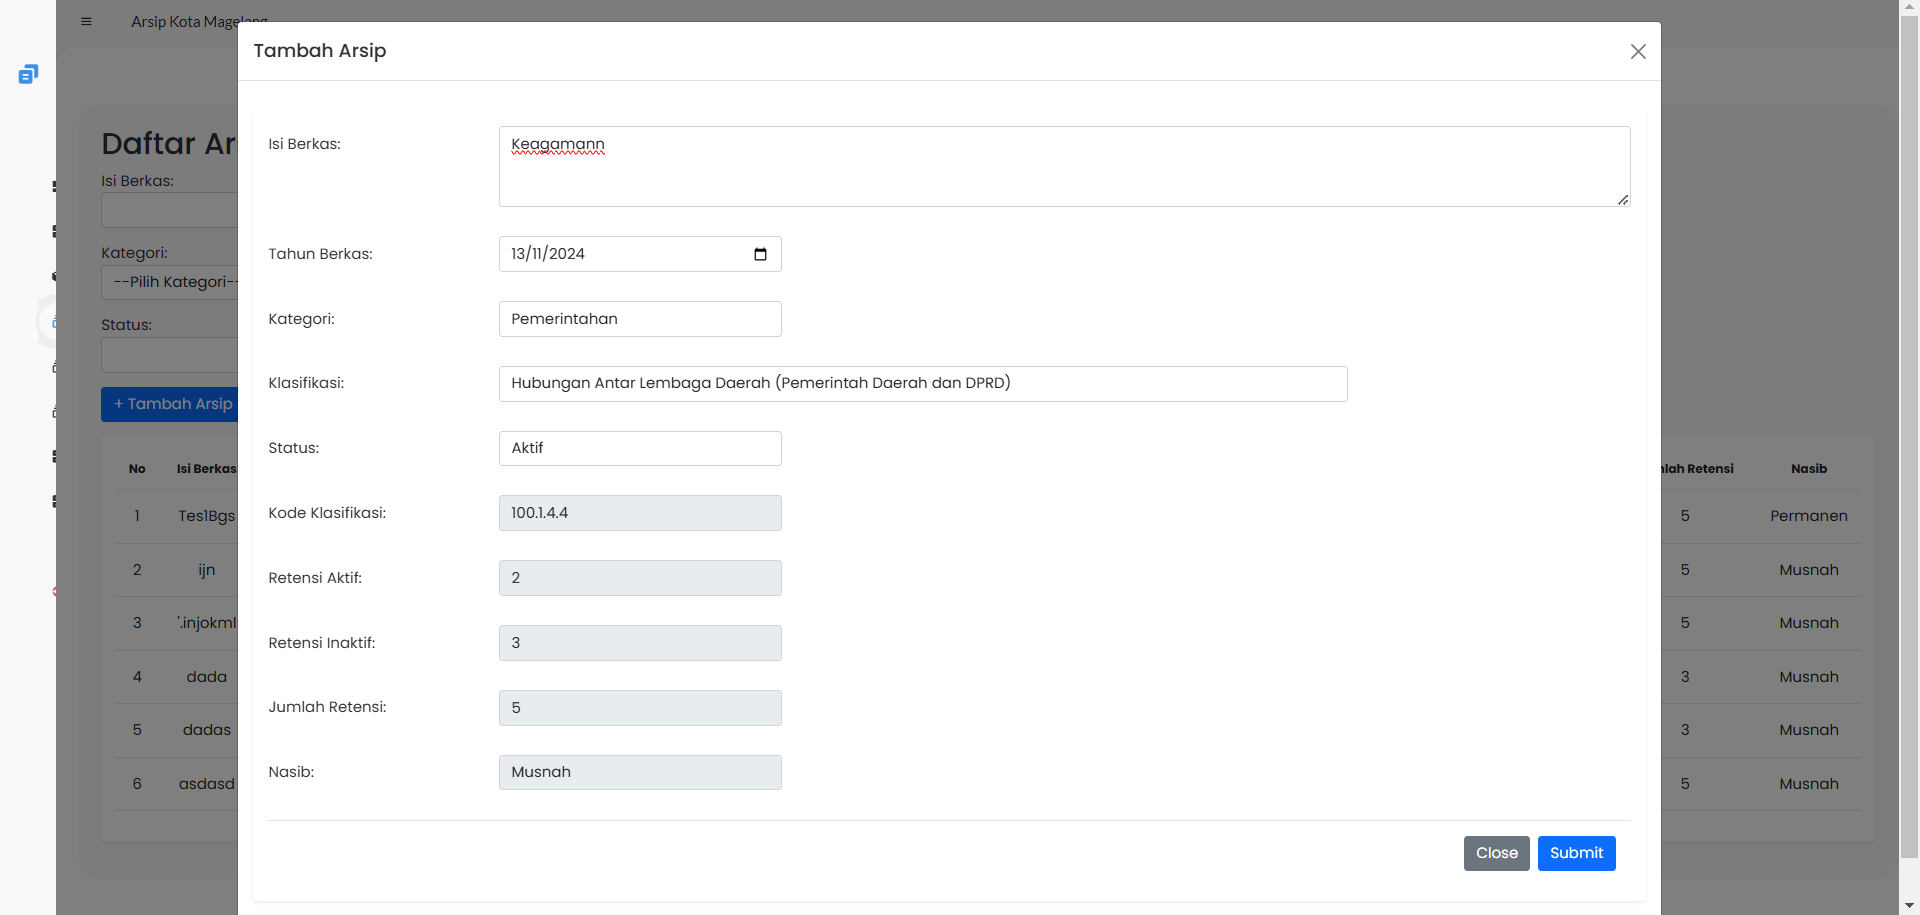 Arsip Kota Magelang
Tambah Arsip
Daftar Ar
Isi Berkas:
Kategori:
--Pilih Kategori--
Status:
+ Tambah Arsip
Isi Berkas:
Keagamann
Tahun Berkas:
13/11/2024
Kategori:
Pemerintahan
Klasifikasi:
Hubungan Antar Lembaga Daerah (Pemerintah Daerah dan DPRD)
Status:
Aktif
Kode Klasifikasi:
100.1.4.4
Retensi Aktif:
2
Retensi Inaktif:
3
Jumlah Retensi:
5
Nasib:
Musnah
Close
Submit
No Isi Berkas Retensi Nasib
1 Tes1Bgs 5 Permanen
2 ijn 5 Musnah
3 '.injokml 5 Musnah
4 dada 3 Musnah
5 dadas 3 Musnah
6 asdasd 5 Musnah